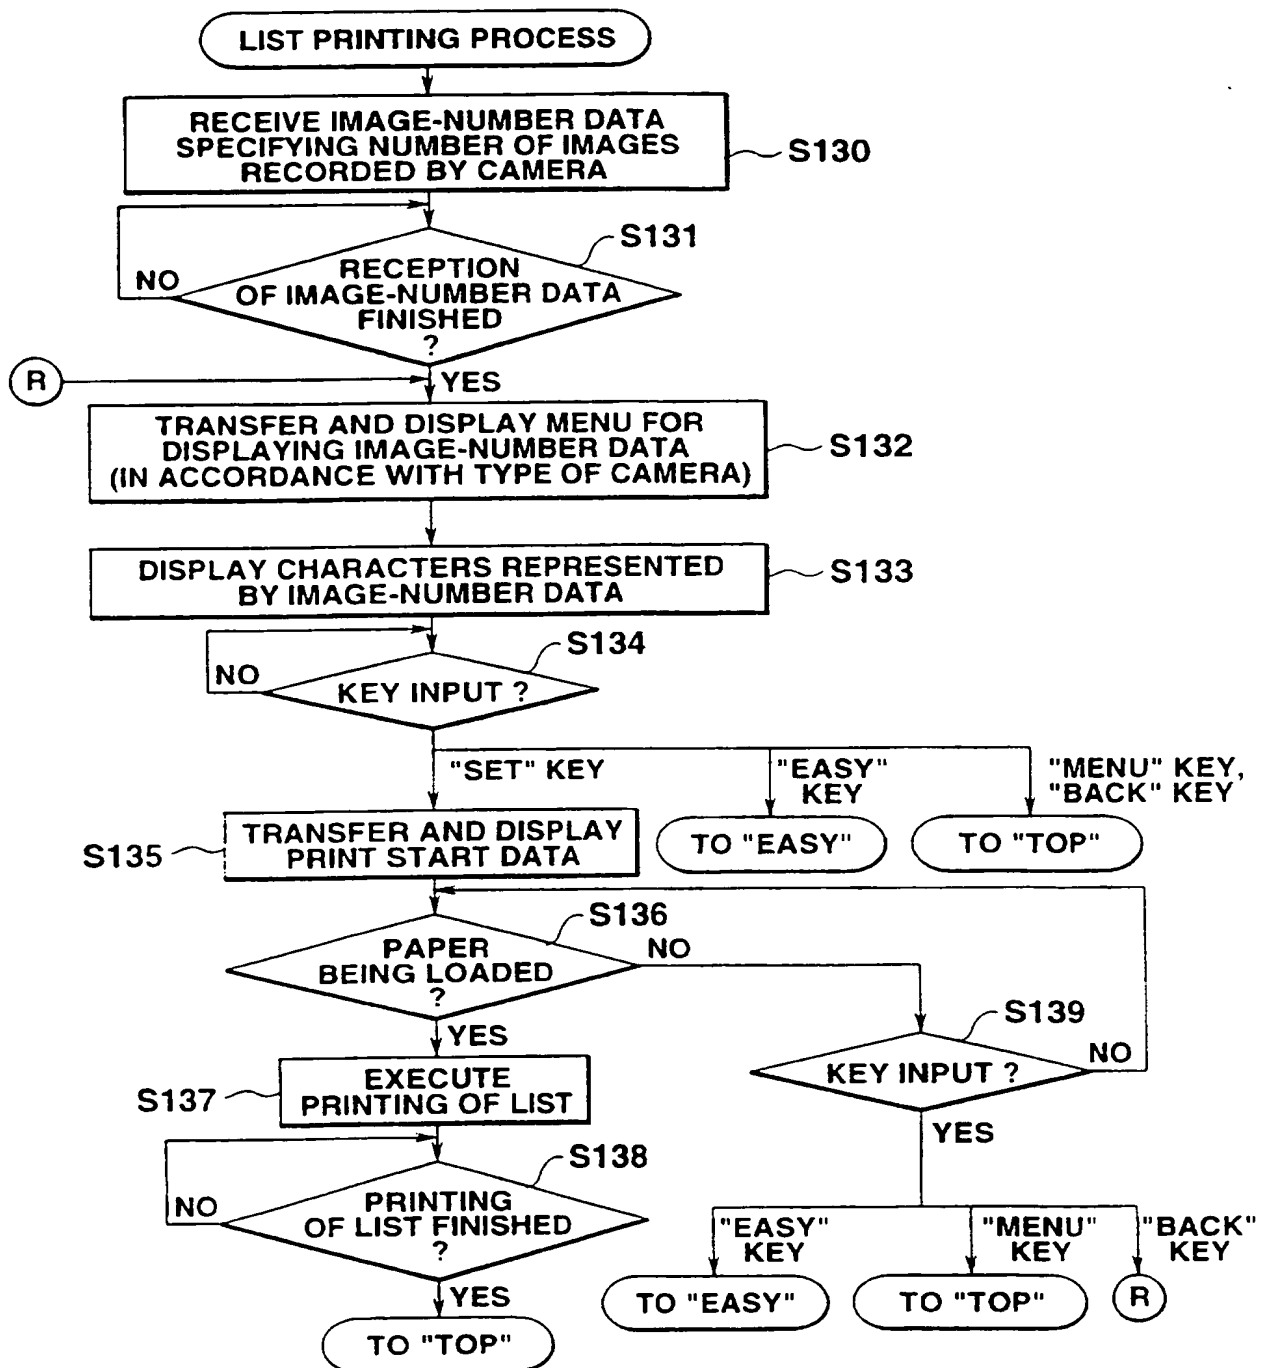 LIST PRINTING PROCESS
RECEIVE IMAGE-NUMBER DATA
SPECIFYING NUMBER OF IMAGES
RECORDED BY CAMERA
S130
S131
NO
RECEPTION
OF IMAGE-NUMBER DATA
FINISHED
?
R
YES
TRANSFER AND DISPLAY MENU FOR
DISPLAYING IMAGE-NUMBER DATA
(IN ACCORDANCE WITH TYPE OF CAMERA)
S132
DISPLAY CHARACTERS REPRESENTED
BY IMAGE-NUMBER DATA
S133
S134
NO
KEY INPUT ?
"SET" KEY
"EASY"
KEY
"MENU" KEY,
"BACK" KEY
TRANSFER AND DISPLAY
PRINT START DATA
S135
TO "EASY"
TO "TOP"
S136
PAPER
BEING LOADED
?
NO
YES
S139
KEY INPUT ?
NO
YES
EXECUTE
PRINTING OF LIST
S137
S138
NO
PRINTING
OF LIST FINISHED
?
YES
TO "TOP"
"EASY"
KEY
"MENU"
KEY
"BACK"
KEY
TO "EASY"
TO "TOP"
R